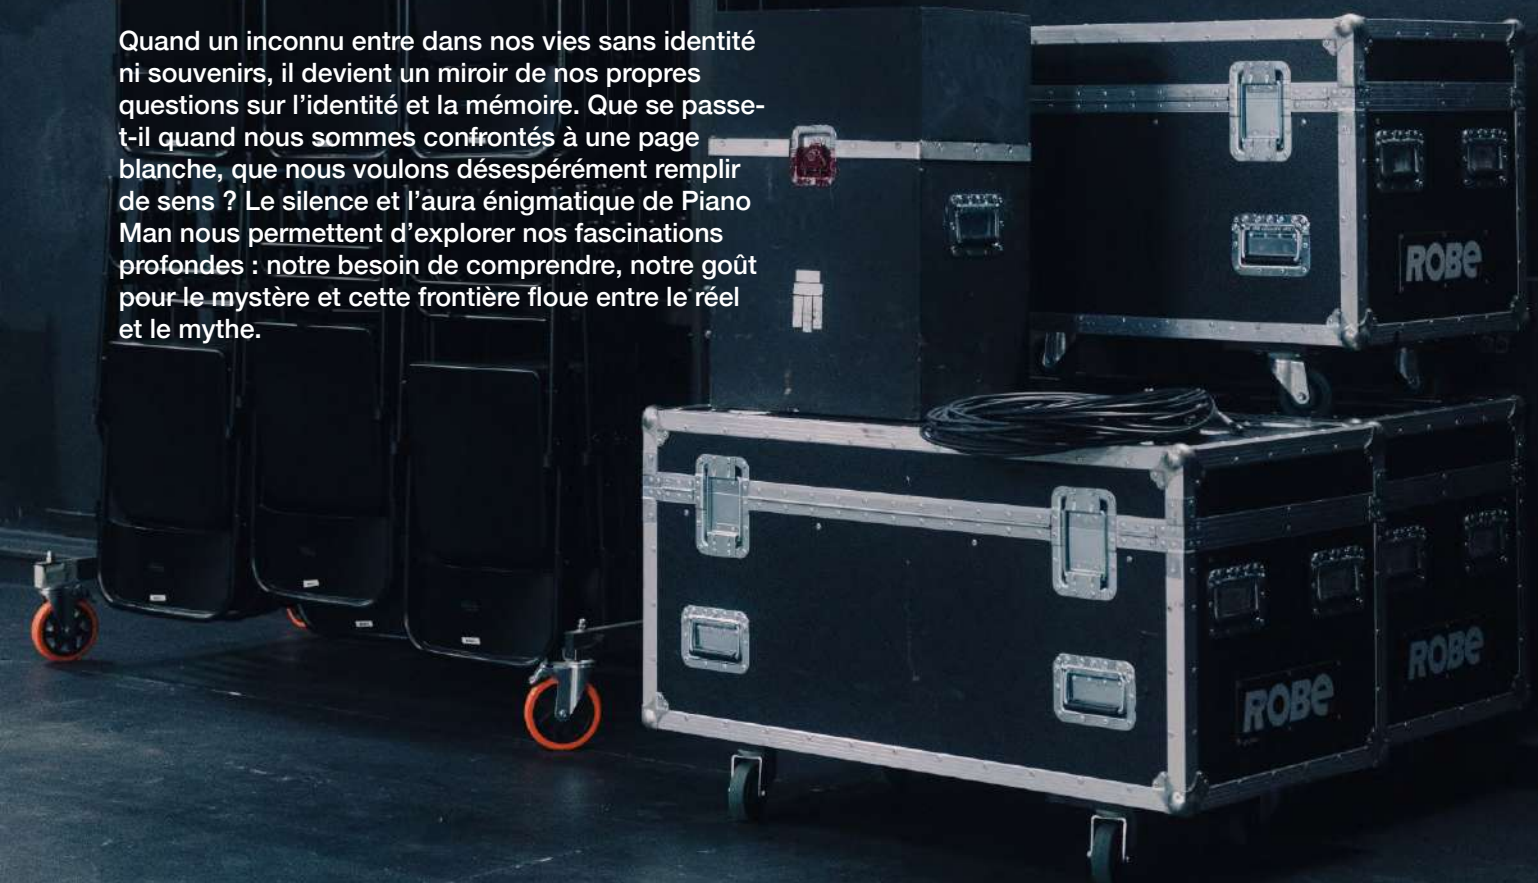 Quand un inconnu entre dans nos vies sans identité
ni souvenirs, il devient un miroir de nos propres
questions sur l’identité et la mémoire. Que se passe-
t-il quand nous sommes confrontés à une page
blanche, que nous voulons désespérément remplir
de sens ? Le silence et l’aura énigmatique de Piano
Man nous permettent d’explorer nos fascinations
profondes : notre besoin de comprendre, notre goût
pour le mystère et cette frontière floue entre le réel
et le mythe.
ROBe
ROBe
ROBe